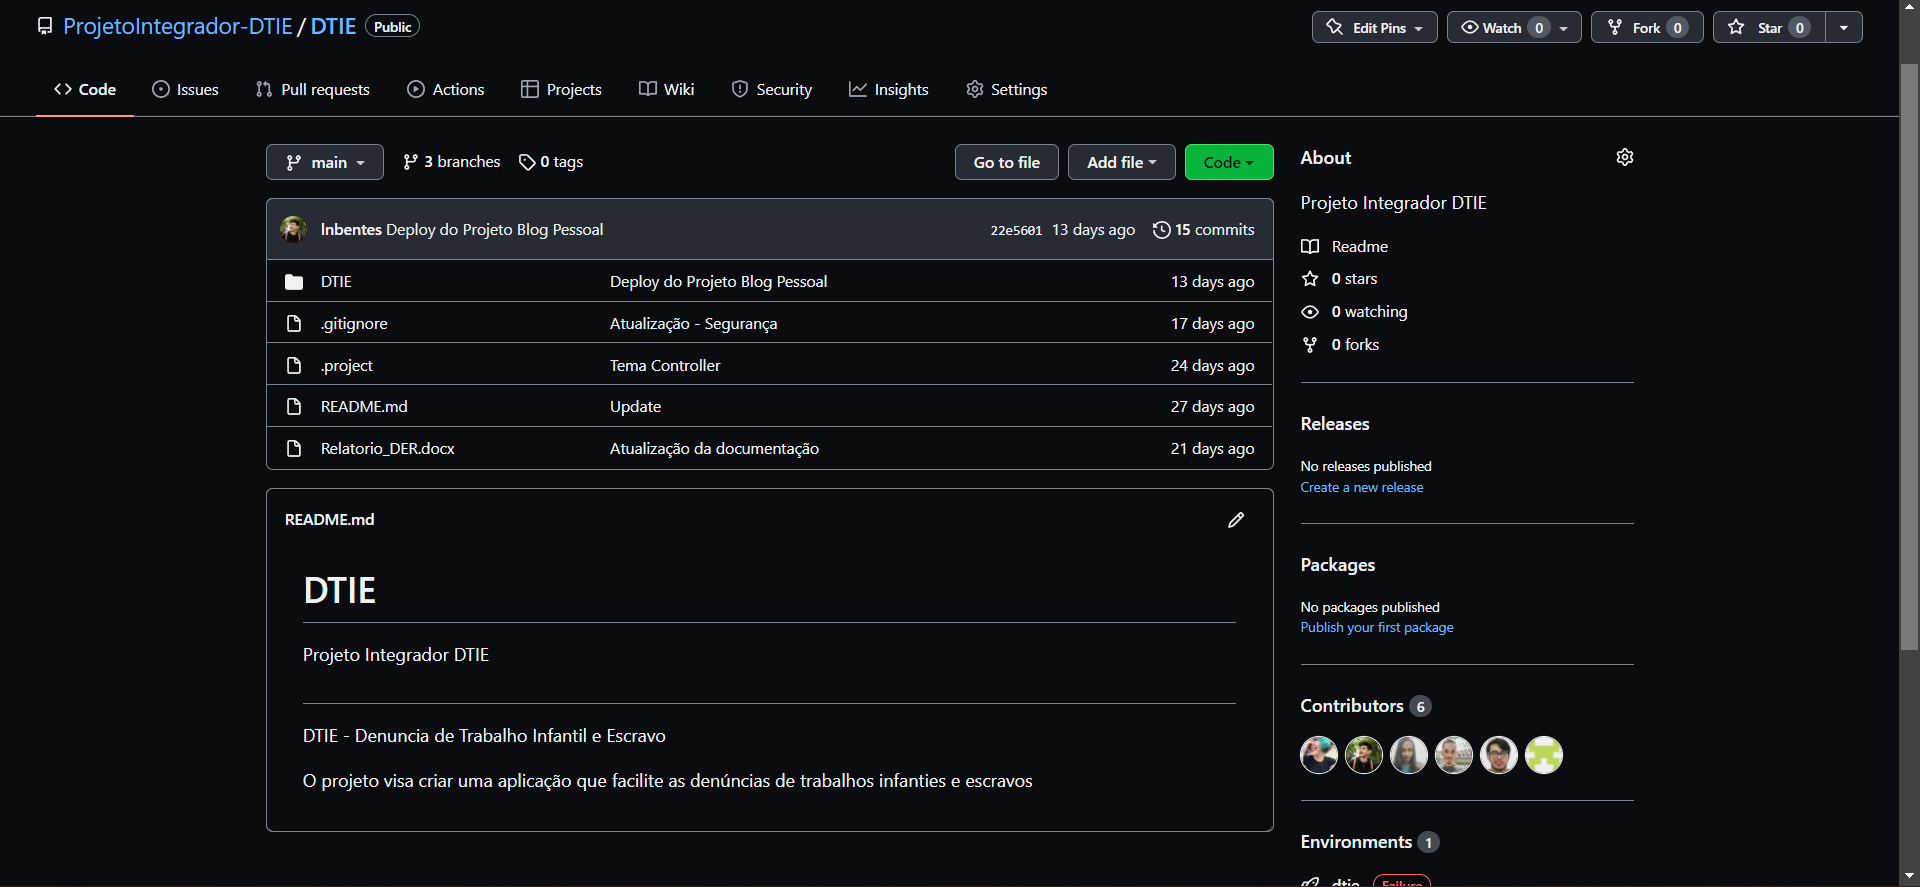 ProjetoIntegrador-DTIE / DTIE Public
Edit Pins Watch 0 Fork 0 Star 0
Code Issues Pull requests Actions Projects Wiki Security Insights Settings
main 3 branches 0 tags Go to file Add file Code
Inbentes Deploy do Projeto Blog Pessoal 22e5601 13 days ago 15 commits
DTIE Deploy do Projeto Blog Pessoal 13 days ago
.gitignore Atualização - Segurança 17 days ago
.project Tema Controller 24 days ago
README.md Update 27 days ago
Relatorio_DER.docx Atualização da documentação 21 days ago
README.md
DTIE
Projeto Integrador DTIE
DTIE - Denuncia de Trabalho Infantil e Escravo
O projeto visa criar uma aplicação que facilite as denúncias de trabalhos infanties e escravos
About
Projeto Integrador DTIE
Readme
0 stars
0 watching
0 forks
Releases
No releases published
Create a new release
Packages
No packages published
Publish your first package
Contributors 6
Environments 1
dtie Failure